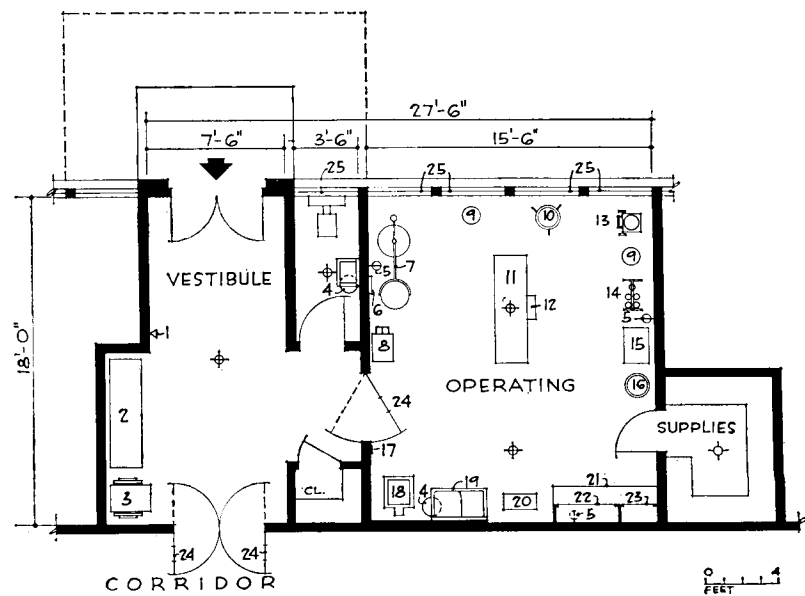 27'-6"
7'-6" 3'-6" 15'-6"
25 25 25
9 10 13
VESTIBULE 5 7 9
4 11 14
6 12
1 5
18'-0" 8 15
OPERATING 16
2 24 SUPPLIES
17
CL. 21
3 18 4 19 20 22 23
5
24 24
CORRIDOR
0 4
FEET